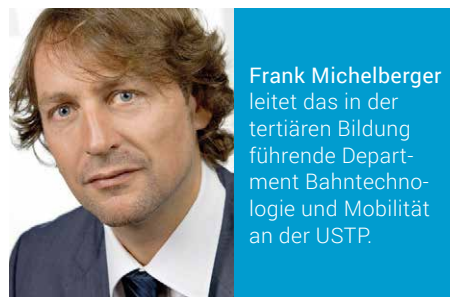 Frank Michelberger
leitet das in der
tertiären Bildung
führende Depart-
ment Bahntechno-
logie und Mobilität
an der USTP.